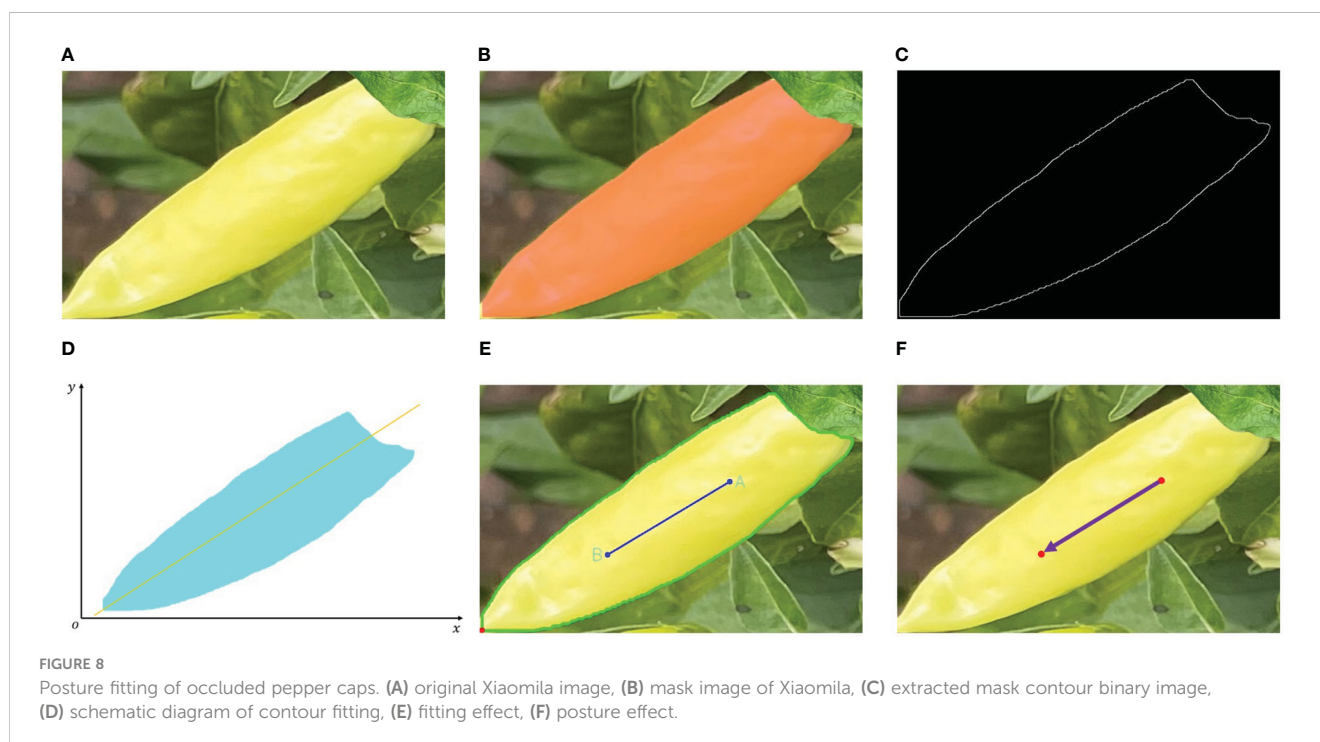 A
B
C
D
E
F
y
o
x
A
B
FIGURE 8
Posture fitting of occluded pepper caps. (A) original Xiaomila image, (B) mask image of Xiaomila, (C) extracted mask contour binary image,
(D) schematic diagram of contour fitting, (E) fitting effect, (F) posture effect.